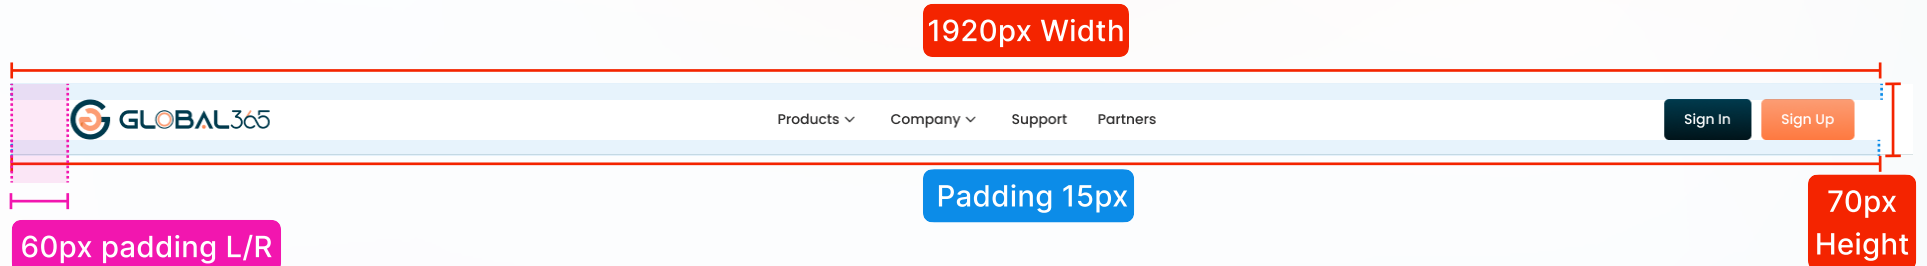 1920px Width
GLOBAL365
Products
Company
Support
Partners
Sign In
Sign Up
Padding 15px
70px
Height
60px padding L/R